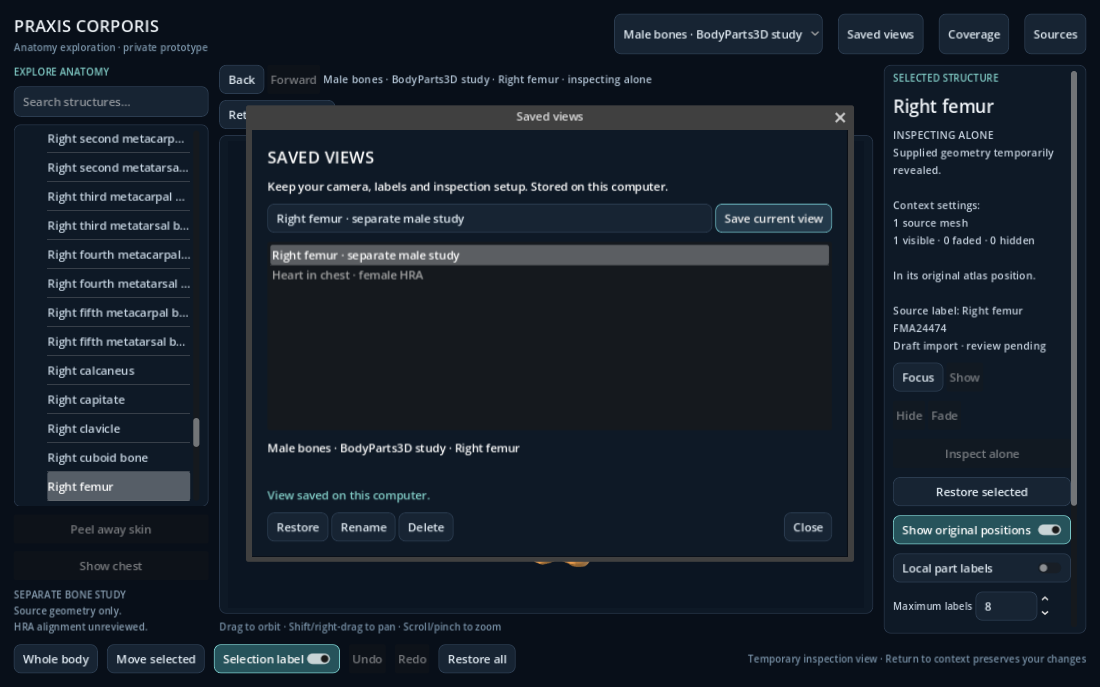 PRAXIS CORPORIS
Anatomy exploration · private prototype
Male bones · BodyParts3D study
Saved views
Coverage
Sources
EXPLORE ANATOMY
Search structures...
Right second metacarp...
Right second metatarsa...
Right third metacarpal ...
Right third metatarsal b...
Right fourth metacarpal...
Right fourth metatarsal ...
Right fifth metacarpal b...
Right fifth metatarsal b...
Right calcaneus
Right capitate
Right clavicle
Right cuboid bone
Right femur
Peel away skin
Show chest
SEPARATE BONE STUDY
Source geometry only.
HRA alignment unreviewed.
Back
Forward
Male bones · BodyParts3D study · Right femur · inspecting alone
Saved views
SAVED VIEWS
Keep your camera, labels and inspection setup. Stored on this computer.
Right femur · separate male study
Save current view
Right femur · separate male study
Heart in chest · female HRA
Male bones · BodyParts3D study · Right femur
View saved on this computer.
Restore
Rename
Delete
Close
Drag to orbit · Shift/right-drag to pan · Scroll/pinch to zoom
SELECTED STRUCTURE
Right femur
INSPECTING ALONE
Supplied geometry temporarily
revealed.
Context settings:
1 source mesh
1 visible · 0 faded · 0 hidden
In its original atlas position.
Source label: Right femur
FMA24474
Draft import · review pending
Focus
Show
Hide
Fade
Inspect alone
Restore selected
Show original positions
Local part labels
Maximum labels
8
Whole body
Move selected
Selection label
Undo
Redo
Restore all
Temporary inspection view · Return to context preserves your changes